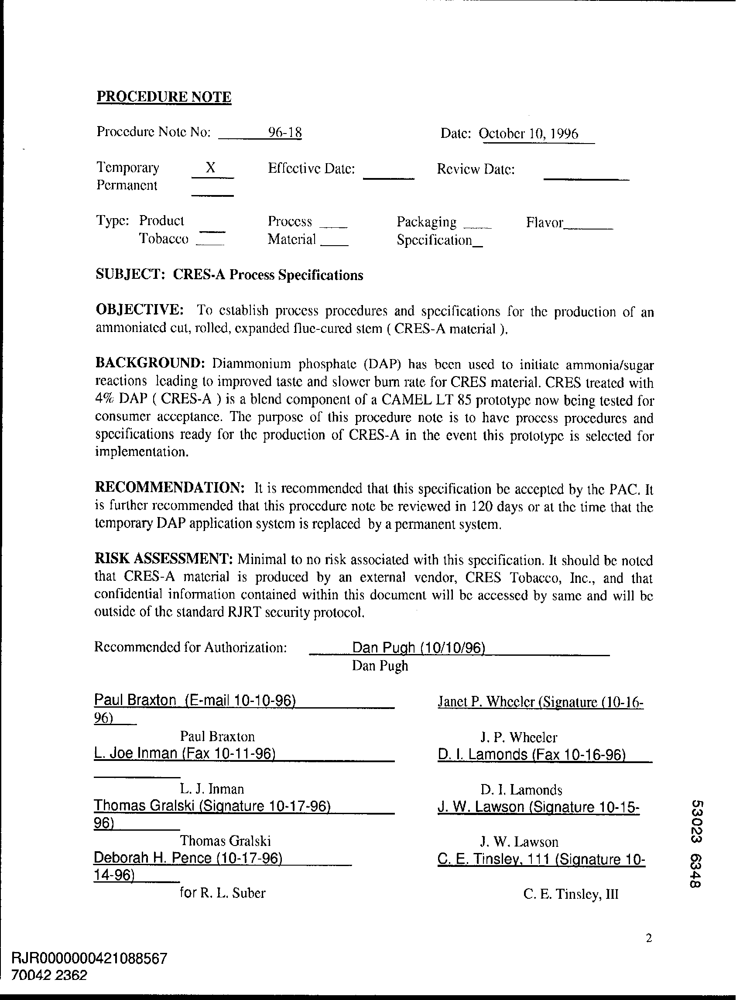 PROCEDURE NOTE
Procedure Note No: 96-18 Date: October 10, 1996
Temporary X Effective Date: Review Date:
Permanent
Type: Product Process Packaging Flavor
Tobacco Material Specification
SUBJECT: CRES-A Process Specifications
OBJECTIVE: To establish process procedures and specifications for the production of an
ammoniated cut, rolled, expanded flue-cured stem ( CRES-A material ).
BACKGROUND: Diammonium phosphate (DAP) has been used to initiate ammonia/sugar
reactions leading to improved taste and slower burn rate for CRES material. CRES treated with
4% DAP ( CRES-A ) is a blend component of a CAMEL LT 85 prototype now being tested for
consumer acceptance. The purpose of this procedure note is to have process procedures and
specifications ready for the production of CRES-A in the event this prototype is selected for
implementation.
RECOMMENDATION: It is recommended that this specification be accepted by the PAC. It
is further recommended that this procedure note be reviewed in 120 days or at the time that the
temporary DAP application system is replaced by a permanent system.
RISK ASSESSMENT: Minimal to no risk associated with this specification. It should be noted
that CRES-A material is produced by an external vendor, CRES Tobacco, Inc., and that
confidential information contained within this document will be accessed by same and will be
outside of the standard RJRT security protocol.
Recommended for Authorization: Dan Pugh (10/10/96)
Dan Pugh
Paul Braxton (E-mail 10-10-96) Janet P. Wheeler (Signature (10-16-
96)
Paul Braxton J. P. Wheeler
L. Joe Inman (Fax 10-11-96) D. I. Lamonds (Fax 10-16-96)
L. J. Inman D. I. Lamonds
Thomas Gralski (Signature 10-17-96) J. W. Lawson (Signature 10-15-
96)
Thomas Gralski J. W. Lawson
Deborah H. Pence (10-17-96) C. E. Tinsley, 111 (Signature 10-
14-96)
for R. L. Suber C. E. Tinsley, III
53023 6348
2
RJR0000000421088567
70042 2362